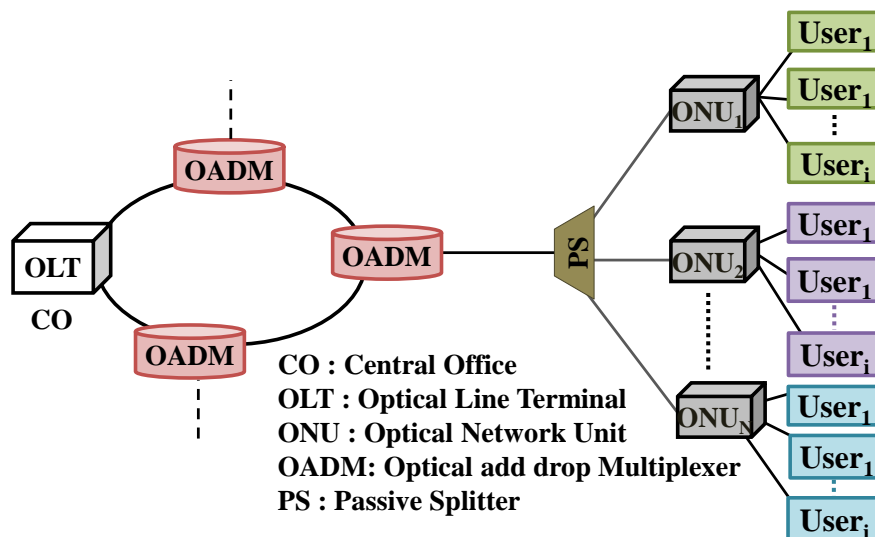 OADM
OLT
CO
OADM
OADM
PS
ONU₁
User₁
User₁
Userᵢ
ONU₂
User₁
User₁
Userᵢ
ONU_N
User₁
User₁
Userᵢ
CO : Central Office
OLT : Optical Line Terminal
ONU : Optical Network Unit
OADM: Optical add drop Multiplexer
PS : Passive Splitter